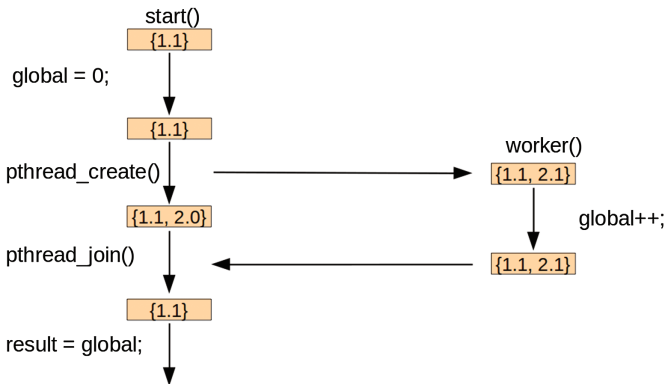 start()
{1.1}
global = 0;
{1.1}
worker()
pthread_create()
{1.1, 2.1}
{1.1, 2.0}
global++;
pthread_join()
{1.1, 2.1}
{1.1}
result = global;